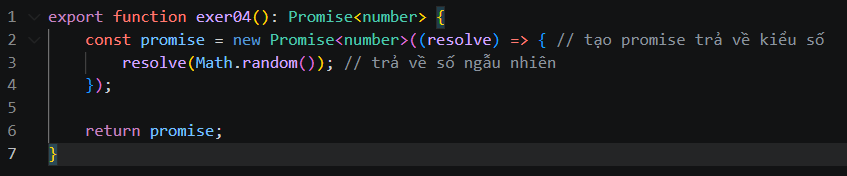 1 export function exer04(): Promise<number> {
2     const promise = new Promise<number>((resolve) => { // tạo promise trả về kiểu số
3         resolve(Math.random()); // trả về số ngẫu nhiên
4     });
5
6     return promise;
7 }